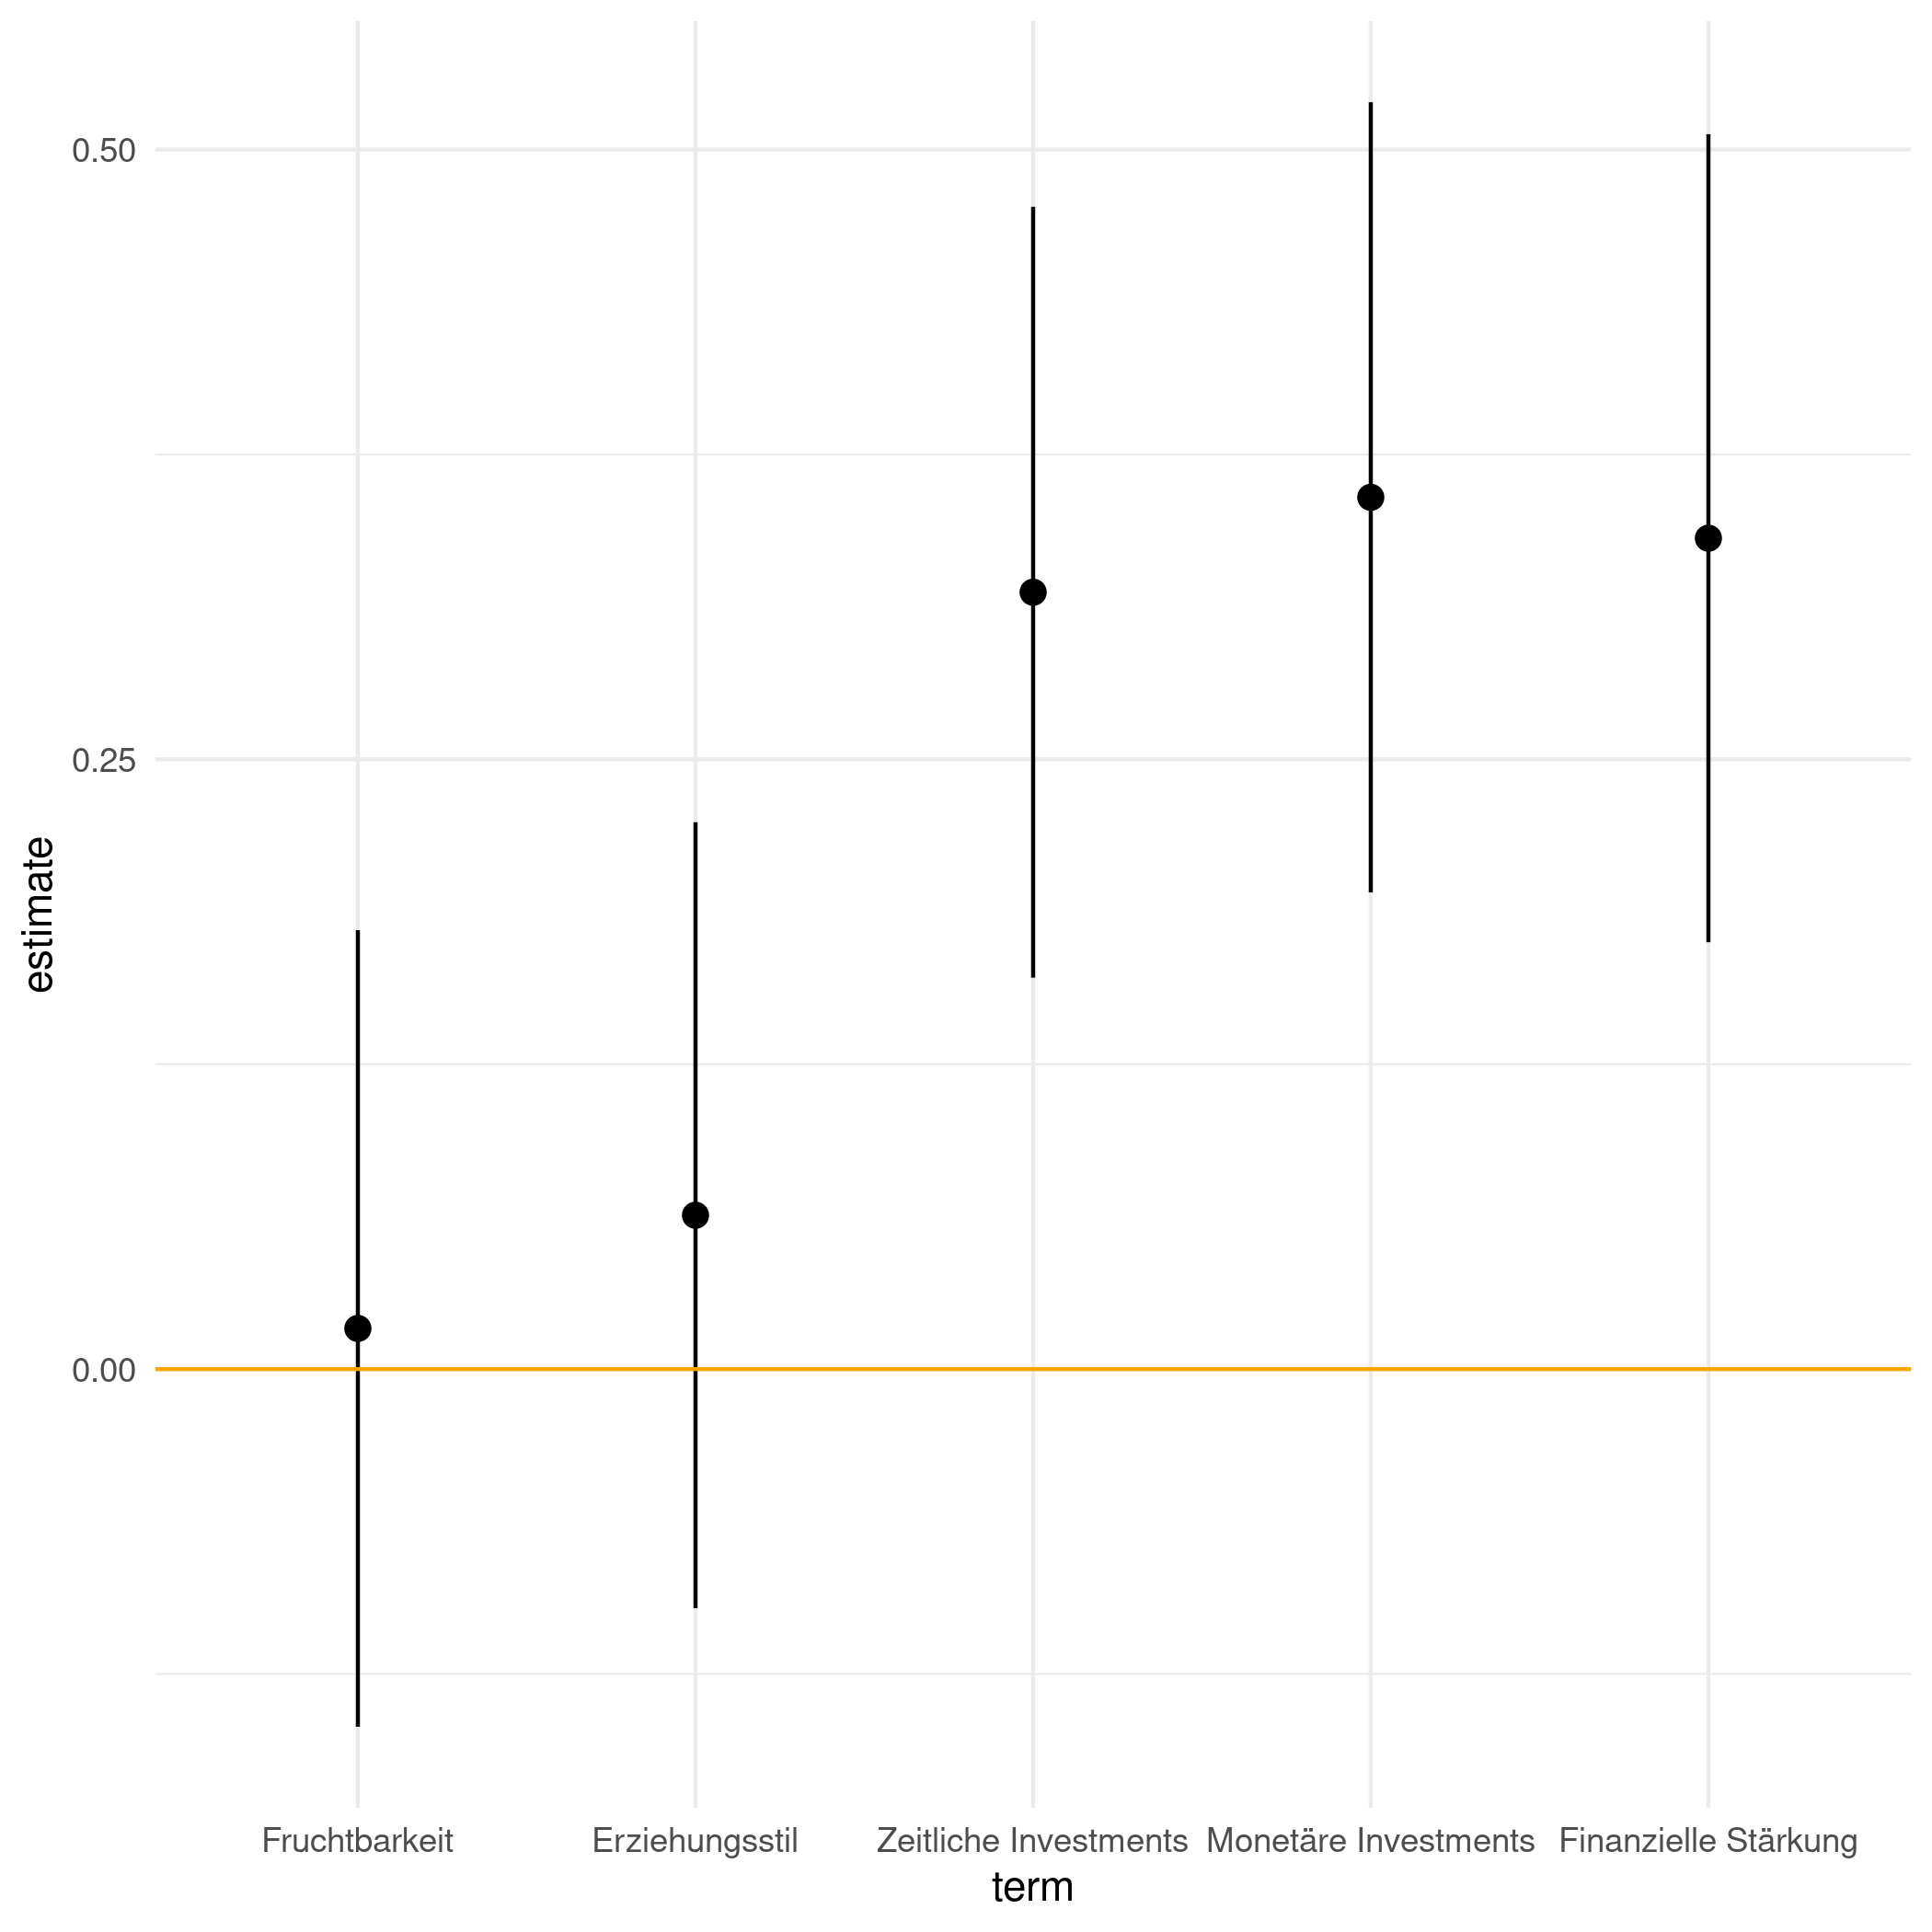 0.50
0.25
0.00
estimate
Fruchtbarkeit Erziehungsstil Zeitliche Investments Monetäre Investments Finanzielle Stärkung
term